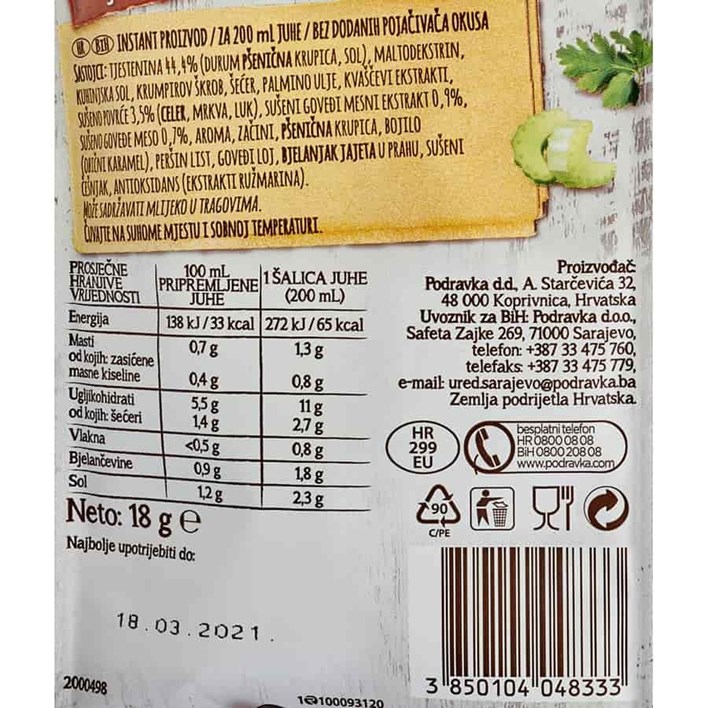 HR BIH INSTANT PROIZVOD / ZA 200 mL JUHE / BEZ DODANIH POJAČIVAČA OKUSA
SASTOJCI: TJESTENINA 44,4% (DURUM PŠENIČNA KRUPICA, SOL), MALTODEKSTRIN,
KUHINJSKA SOL, KRUMPIROV ŠKROB, ŠEĆER, PALMINO ULJE, KVAŠČEVI EKSTRAKTI,
SUŠENO POVRĆE 3,5% (CELER, MRKVA, LUK), SUŠENI GOVEĐI MESNI EKSTRAKT 0,9%,
SUŠENO GOVEĐE MESO 0,7%, AROMA, ZAČINI, PŠENIČNA KRUPICA, BOJILO
(OBIČNI KARAMEL), PERŠIN LIST, GOVEĐI LOJ, BJELANJAK JAJETA U PRAHU, SUŠENI
ČEŠNJAK, ANTIOKSIDANS (EKSTRAKTI RUŽMARINA).
MOŽE SADRŽAVATI MLIJEKO U TRAGOVIMA.
ČUVAJTE NA SUHOME MJESTU I SOBNOJ TEMPERATURI.
PROSJEČNE HRANJIVE VRIJEDNOSTI 100 mL PRIPREMLJENE JUHE 1 ŠALICA JUHE (200 mL)
Energija 138 kJ / 33 kcal 272 kJ / 65 kcal
Masti 0,7 g 1,3 g
od kojih: zasićene masne kiseline 0,4 g 0,8 g
Ugljikohidrati 5,5 g 11 g
od kojih: šećeri 1,4 g 2,7 g
Vlakna <0,5 g 0,8 g
Bjelančevine 0,9 g 1,8 g
Sol 1,2 g 2,3 g
Neto: 18 g e
Najbolje upotrijebiti do:
18.03.2021.
2000498
1@100093120
Proizvođač:
Podravka d.d., A. Starčevića 32,
48 000 Koprivnica, Hrvatska
Uvoznik za BiH: Podravka d.o.o.,
Safeta Zajke 269, 71000 Sarajevo,
telefon: +387 33 475 760,
telefaks: +387 33 475 779,
e-mail: ured.sarajevo@podravka.ba
Zemlja podrijetla Hrvatska.
HR
299
EU
besplatni telefon
HR 0800 08 08
BiH 0800 208 08
www.podravka.com
90
C/PE
3 850104 048333